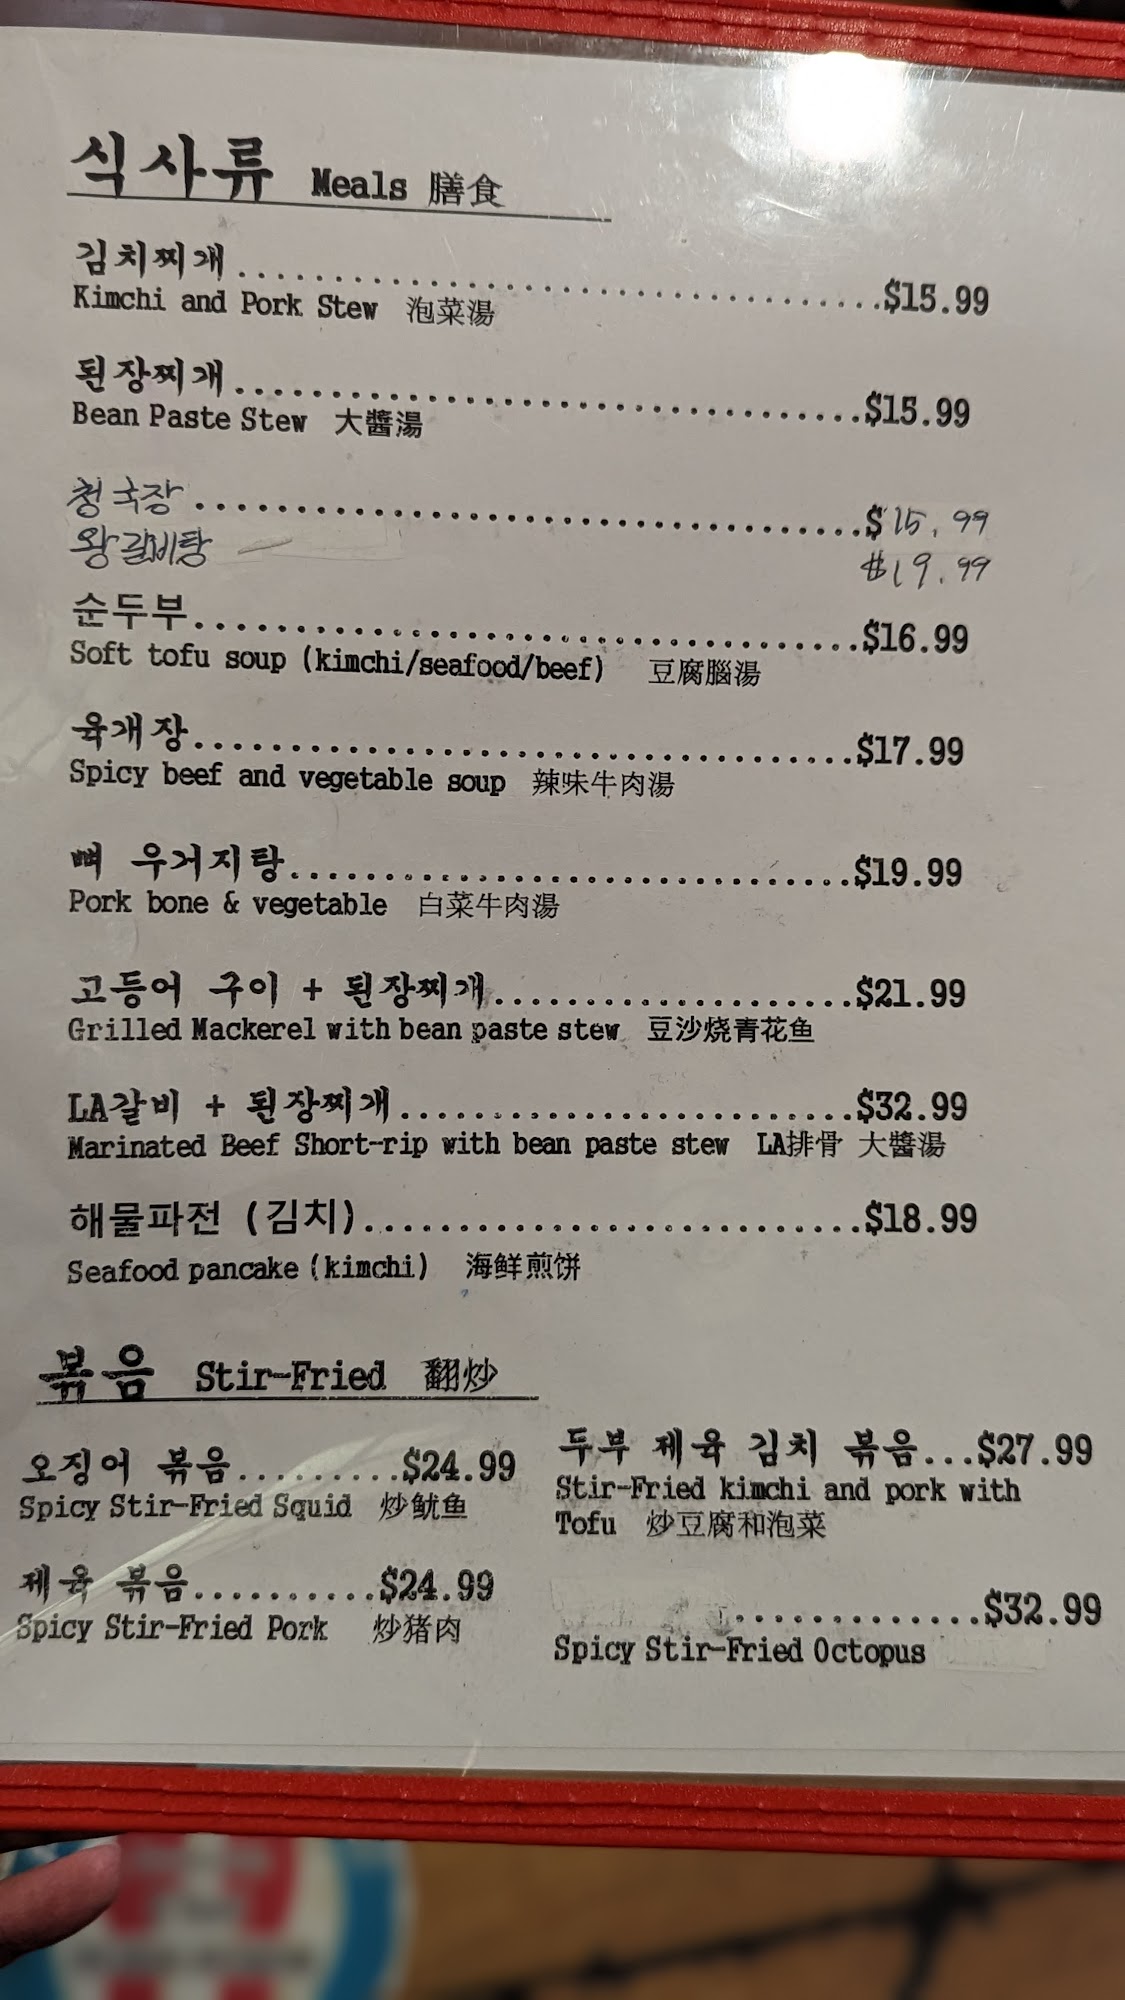 식사류 Meals 膳食
김치찌개....................$15.99
Kimchi and Pork Stew 泡菜湯
된장찌개....................$15.99
Bean Paste Stew 大醬湯
청국장....................$15.99
왕갈비탕 $19.99
순두부....................$16.99
Soft tofu soup (kimchi/seafood/beef) 豆腐腦湯
육개장....................$17.99
Spicy beef and vegetable soup 辣味牛肉湯
뼈 우거지탕....................$19.99
Pork bone & vegetable 白菜牛肉湯
고등어 구이 + 된장찌개....................$21.99
Grilled Mackerel with bean paste stew 豆沙烧青花鱼
LA갈비 + 된장찌개....................$32.99
Marinated Beef Short-rip with bean paste stew LA排骨 大醬湯
해물파전 (김치)....................$18.99
Seafood pancake (kimchi) 海鲜煎饼
볶음 Stir-Fried 翻炒
오징어 볶음.........$24.99
Spicy Stir-Fried Squid 炒鱿鱼
제육 볶음..........$24.99
Spicy Stir-Fried Pork 炒猪肉
두부 제육 김치 볶음...$27.99
Stir-Fried kimchi and pork with
Tofu 炒豆腐和泡菜
.............$32.99
Spicy Stir-Fried Octopus